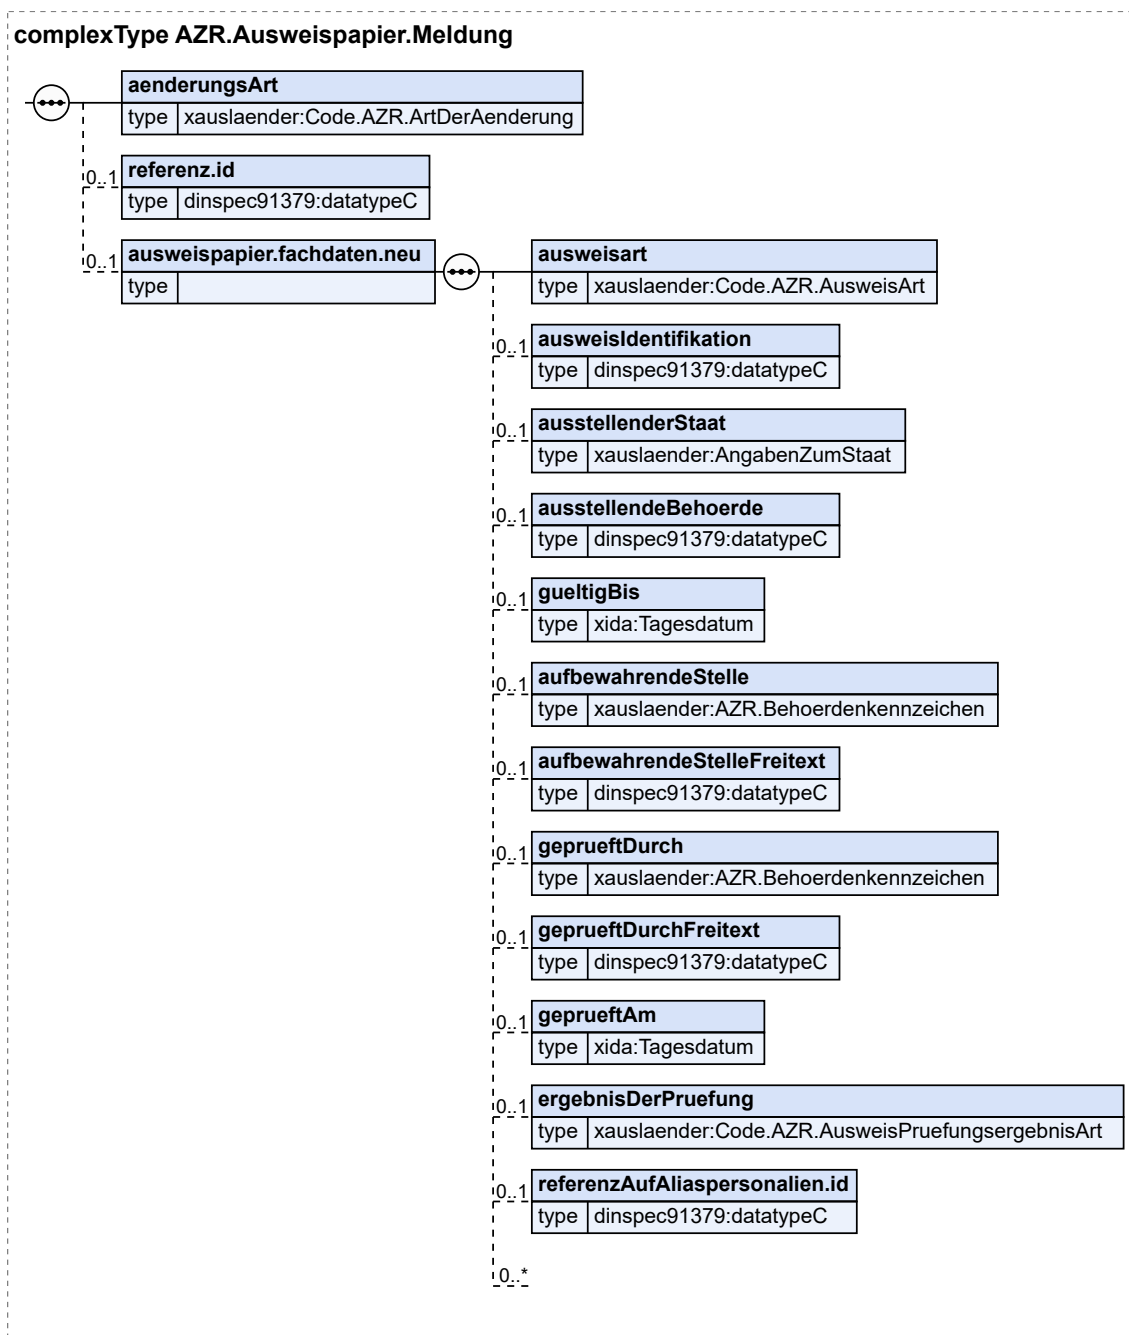 complexType AZR.Ausweispapier.Meldung
aenderungsArt
type xauslaender:Code.AZR.ArtDerAenderung
0..1 referenz.id
type dinspec91379:datatypeC
0..1 ausweispapier.fachdaten.neu
type
ausweisart
type xauslaender:Code.AZR.AusweisArt
0..1 ausweisIdentifikation
type dinspec91379:datatypeC
0..1 ausstellenderStaat
type xauslaender:AngabenZumStaat
0..1 ausstellendeBehoerde
type dinspec91379:datatypeC
0..1 gueltigBis
type xida:Tagesdatum
0..1 aufbewahrendeStelle
type xauslaender:AZR.Behoerdenkennzeichen
0..1 aufbewahrendeStelleFreitext
type dinspec91379:datatypeC
0..1 geprueftDurch
type xauslaender:AZR.Behoerdenkennzeichen
0..1 geprueftDurchFreitext
type dinspec91379:datatypeC
0..1 geprueftAm
type xida:Tagesdatum
0..1 ergebnisDerPruefung
type xauslaender:Code.AZR.AusweisPruefungsergebnisArt
0..1 referenzAufAliaspersonalien.id
type dinspec91379:datatypeC
0..*